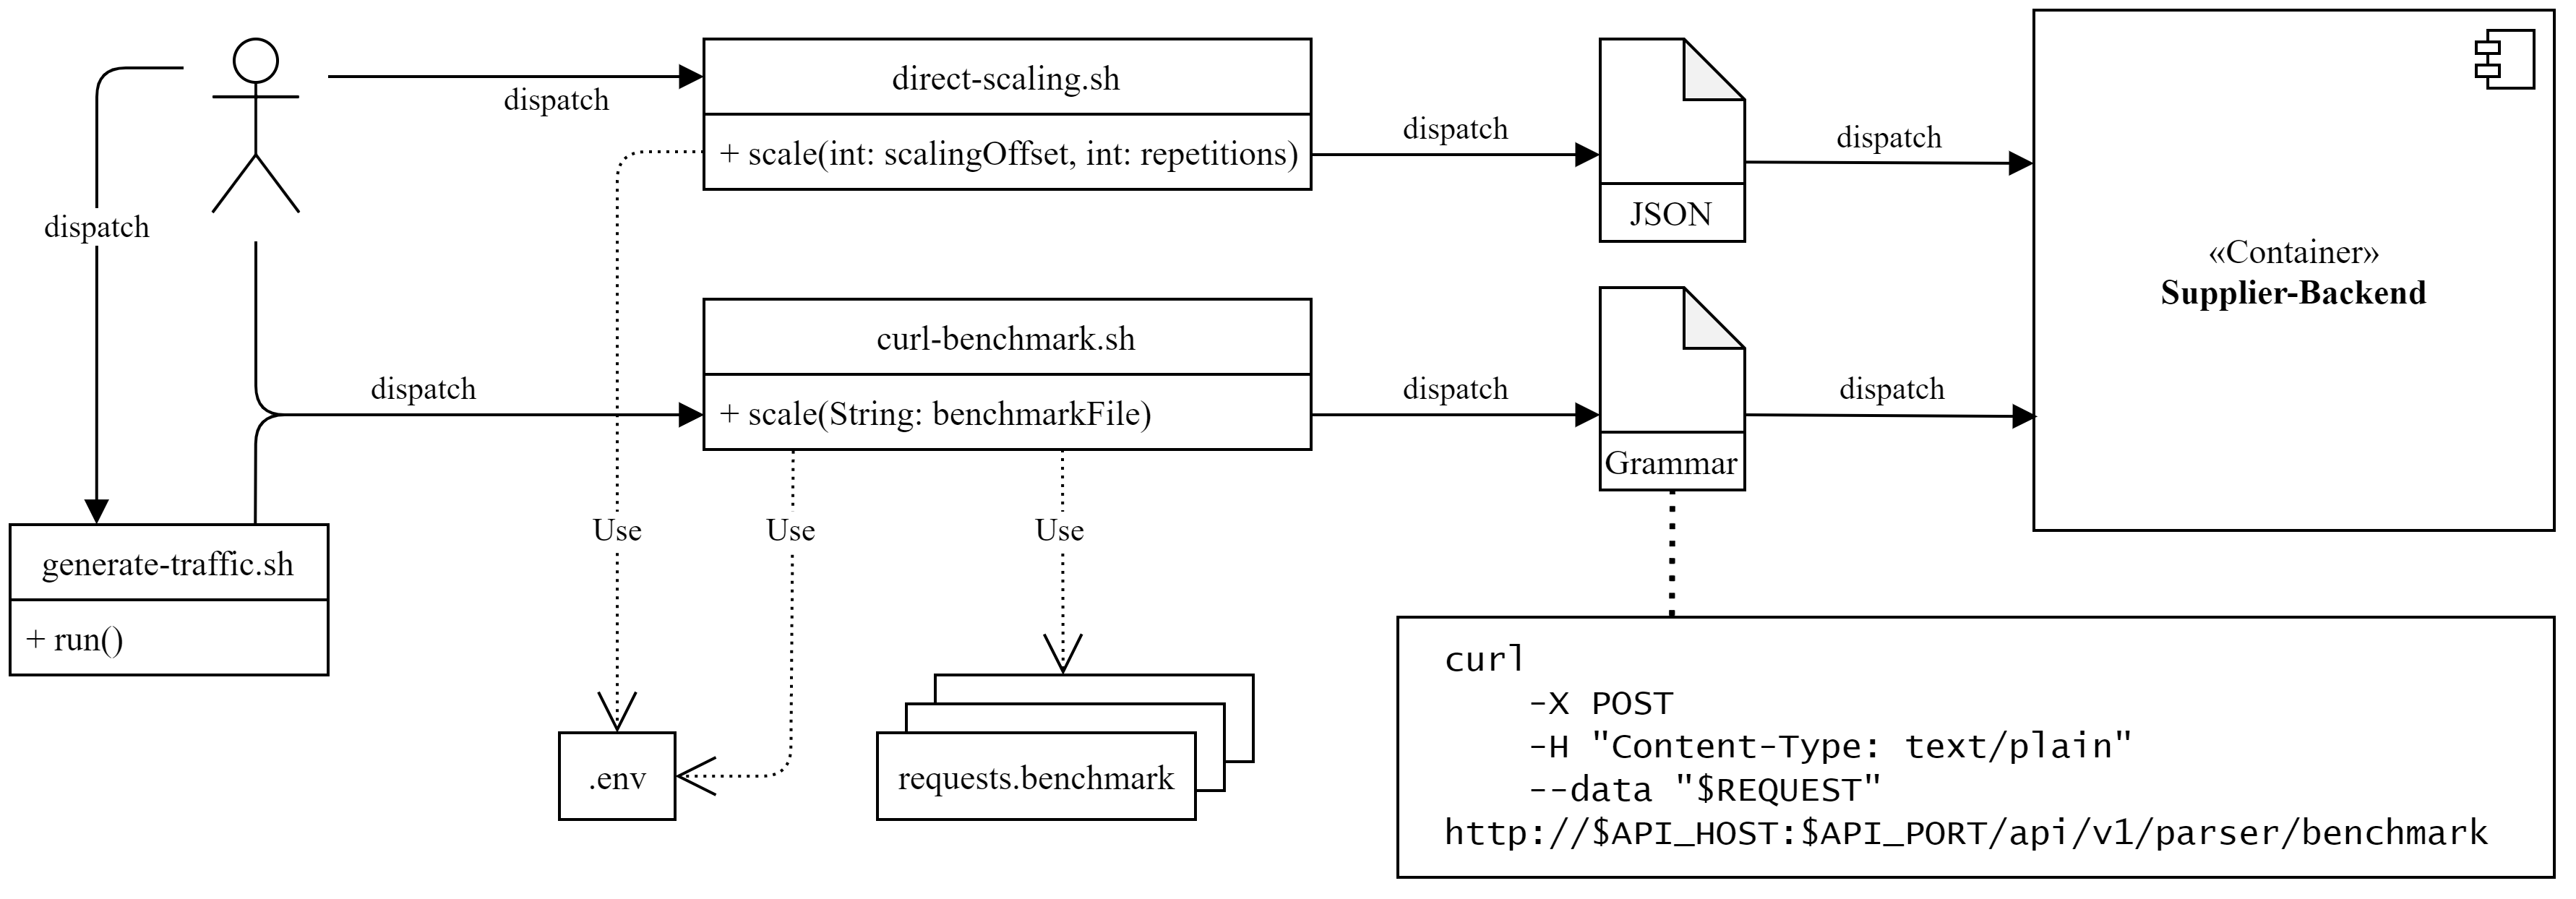 direct-scaling.sh
dispatch
+ scale(int: scalingOffset, int: repetitions)
dispatch
JSON
dispatch
«Container»
Supplier-Backend
dispatch
curl-benchmark.sh
dispatch
+ scale(String: benchmarkFile)
dispatch
Grammar
dispatch
Use
Use
Use
generate-traffic.sh
+ run()
.env
requests.benchmark
curl
-X POST
-H "Content-Type: text/plain"
--data "$REQUEST"
http://$API_HOST:$API_PORT/api/v1/parser/benchmark